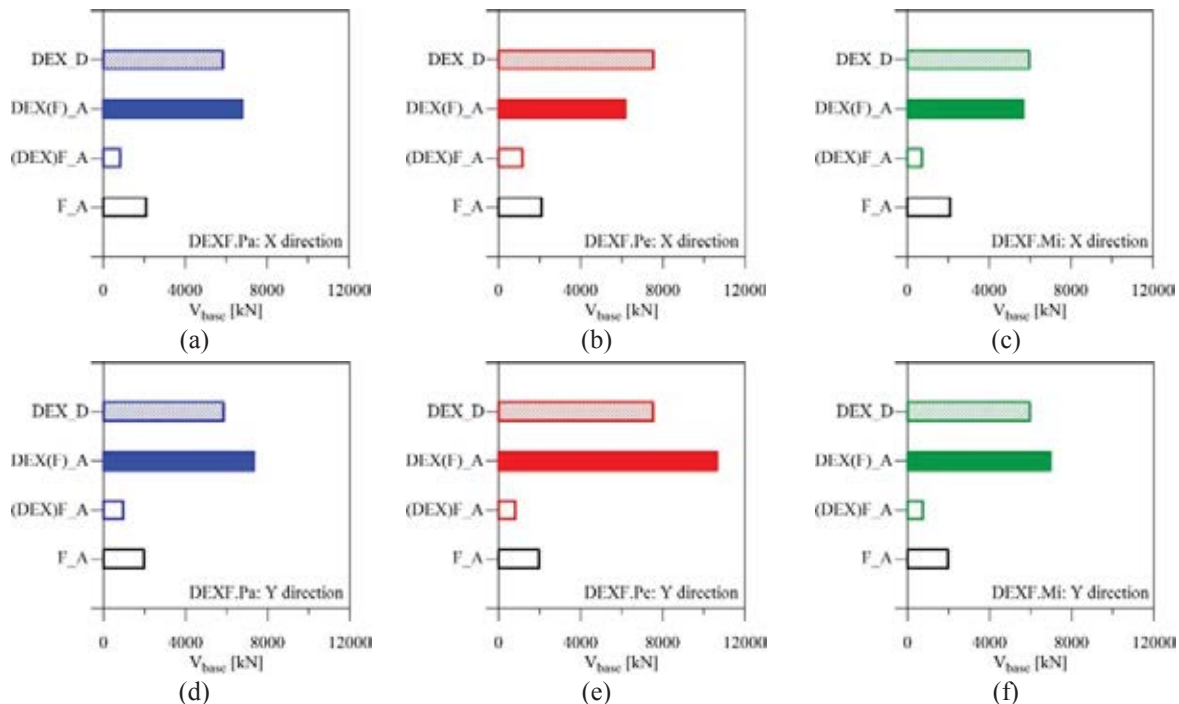 DEX_D
DEX(F)_A
(DEX)F_A
F_A
DEXF.Pa: X direction
0 4000 8000 12000
V_base [kN]
(a)
DEX_D
DEX(F)_A
(DEX)F_A
F_A
DEXF.Pe: X direction
0 4000 8000 12000
V_base [kN]
(b)
DEX_D
DEX(F)_A
(DEX)F_A
F_A
DEXF.Mi: X direction
0 4000 8000 12000
V_base [kN]
(c)
DEX_D
DEX(F)_A
(DEX)F_A
F_A
DEXF.Pa: Y direction
0 4000 8000 12000
V_base [kN]
(d)
DEX_D
DEX(F)_A
(DEX)F_A
F_A
DEXF.Pe: Y direction
0 4000 8000 12000
V_base [kN]
(e)
DEX_D
DEX(F)_A
(DEX)F_A
F_A
DEXF.Mi: Y direction
0 4000 8000 12000
V_base [kN]
(f)